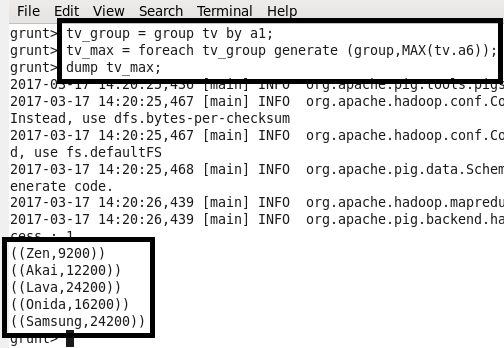 File Edit View Search Terminal Help
grunt> tv_group = group tv by a1;
grunt> tv_max = foreach tv_group generate (group,MAX(tv.a6));
grunt> dump tv_max;
2017-03-17 14:20:25,456 [main] INFO org.apache.pig.tools.pigs
2017-03-17 14:20:25,467 [main] INFO org.apache.hadoop.conf.Co
Instead, use dfs.bytes-per-checksum
2017-03-17 14:20:25,467 [main] INFO org.apache.hadoop.conf.Co
d, use fs.defaultFS
2017-03-17 14:20:25,468 [main] INFO org.apache.pig.data.Schem
enerate code.
2017-03-17 14:20:26,439 [main] INFO org.apache.hadoop.mapredu
2017-03-17 14:20:26,439 [main] INFO org.apache.pig.backend.ha
cess : 1
((Zen,9200))
((Akai,12200))
((Lava,24200))
((Onida,16200))
((Samsung,24200))
grunt>